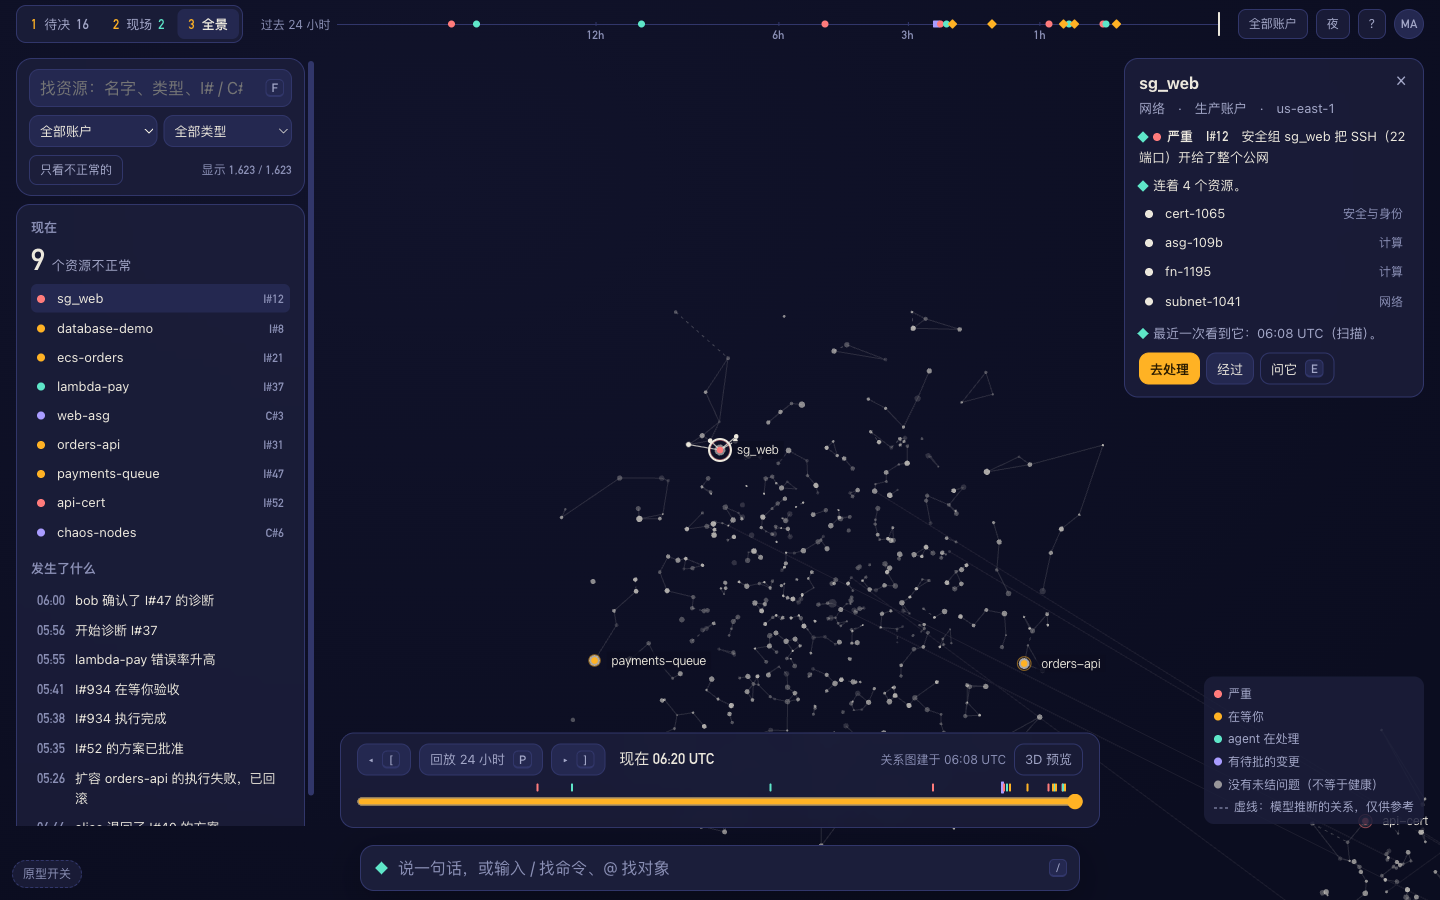 1 待决 16 2 现场 2 3 全景
过去 24 小时
12h 6h 3h 1h
全部账户 夜 ? MA
找资源：名字、类型、I# / C# F
全部账户 全部类型
只看不正常的 显示 1,623 / 1,623
现在
9 个资源不正常
sg_web I#12
database-demo I#8
ecs-orders I#21
lambda-pay I#37
web-asg C#3
orders-api I#31
payments-queue I#47
api-cert I#52
chaos-nodes C#6
发生了什么
06:00 bob 确认了 I#47 的诊断
05:56 开始诊断 I#37
05:55 lambda-pay 错误率升高
05:41 I#934 在等你验收
05:38 I#934 执行完成
05:35 I#52 的方案已批准
05:26 扩容 orders-api 的执行失败，已回
滚
原型开关
sg_web
payments-queue
orders-api
api-cert
[ 回放 24 小时 P ] 现在 06:20 UTC 关系图建于 06:08 UTC 3D 预览
说一句话，或输入 / 找命令、@ 找对象 /
sg_web ×
网络 · 生产账户 · us-east-1
严重 I#12 安全组 sg_web 把 SSH（22
端口）开给了整个公网
连着 4 个资源。
cert-1065 安全与身份
asg-109b 计算
fn-1195 计算
subnet-1041 网络
最近一次看到它：06:08 UTC（扫描）。
去处理 经过 问它 E
严重
在等你
agent 在处理
有待批的变更
没有未结问题（不等于健康）
虚线：模型推断的关系，仅供参考